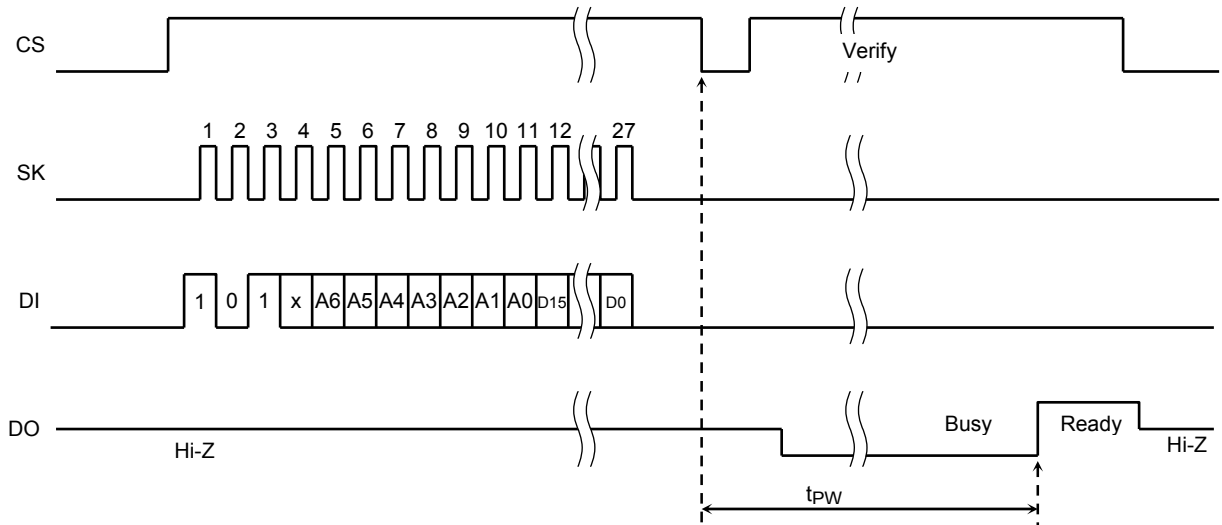 CS
Verify
1 2 3 4 5 6 7 8 9 10 11 12 27
SK
DI
1 0 1 x A6 A5 A4 A3 A2 A1 A0 D15 D0
DO
Hi-Z
Busy
Ready
Hi-Z
tPW